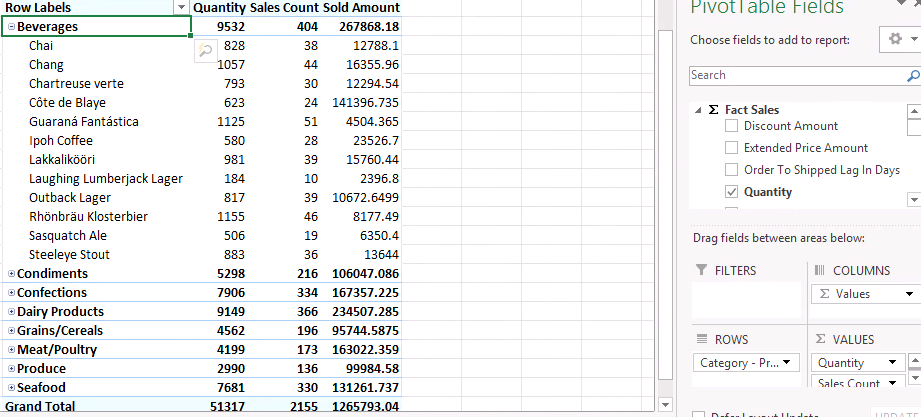 Row Labels Quantity Sales Count Sold Amount
Beverages 9532 404 267868.18
Chai 828 38 12788.1
Chang 1057 44 16355.96
Chartreuse verte 793 30 12294.54
Côte de Blaye 623 24 141396.735
Guaraná Fantástica 1125 51 4504.365
Ipoh Coffee 580 28 23526.7
Lakkalikööri 981 39 15760.44
Laughing Lumberjack Lager 184 10 2396.8
Outback Lager 817 39 10672.6499
Rhönbräu Klosterbier 1155 46 8177.49
Sasquatch Ale 506 19 6350.4
Steeleye Stout 883 36 13644
Condiments 5298 216 106047.086
Confections 7906 334 167357.225
Dairy Products 9149 366 234507.285
Grains/Cereals 4562 196 95744.5875
Meat/Poultry 4199 173 163022.359
Produce 2990 136 99984.58
Seafood 7681 330 131261.737
Grand Total 51317 2155 1265793.04
PivotTable Fields
Choose fields to add to report:
Search
Σ Fact Sales
Discount Amount
Extended Price Amount
Order To Shipped Lag In Days
Quantity
Drag fields between areas below:
FILTERS
COLUMNS
Σ Values
ROWS
Category - Pr...
Σ VALUES
Quantity
Sales Count
Defer Layout Update
UPDATE